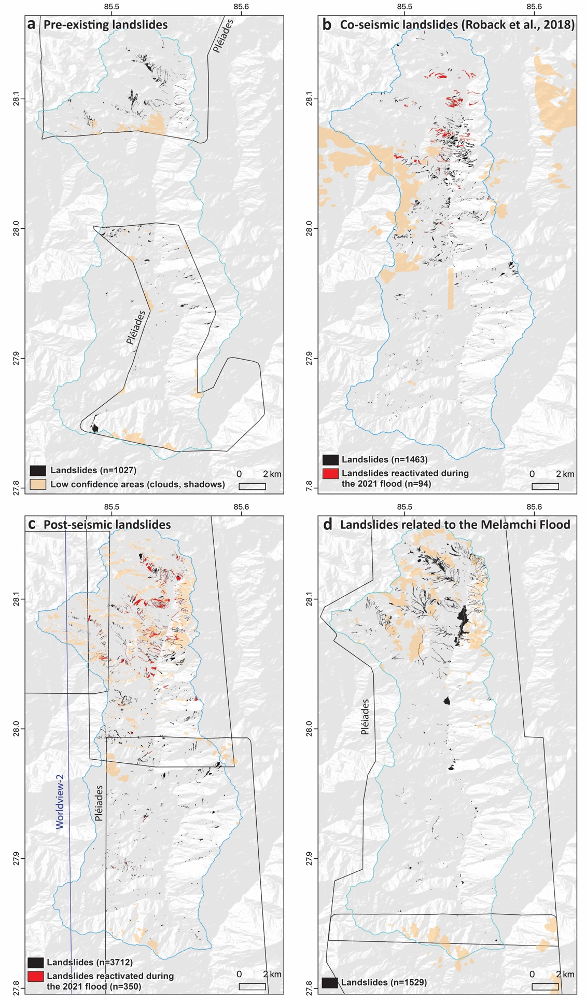 85.5
85.6
85.5
85.6
a Pre-existing landslides
Pléiades
28.1
28.0
27.9
27.8
Pléiades
Landslides (n=1027)
Low confidence areas (clouds, shadows)
0 2 km
b Co-seismic landslides (Roback et al., 2018)
28.1
28.0
27.9
7.8
Landslides (n=1463)
Landslides reactivated during
the 2021 flood (n=94)
0 2 km
85.5
85.6
85.5
85.6
c Post-seismic landslides
28.1
28.0
27.9
27.8
Worldview-2
Pléiades
Landslides (n=3712)
Landslides reactivated during
the 2021 flood (n=350)
0 2 km
d Landslides related to the Melamchi Flood
28.1
28.0
27.9
27.8
Pléiades
Landslides (n=1529)
0 2 km